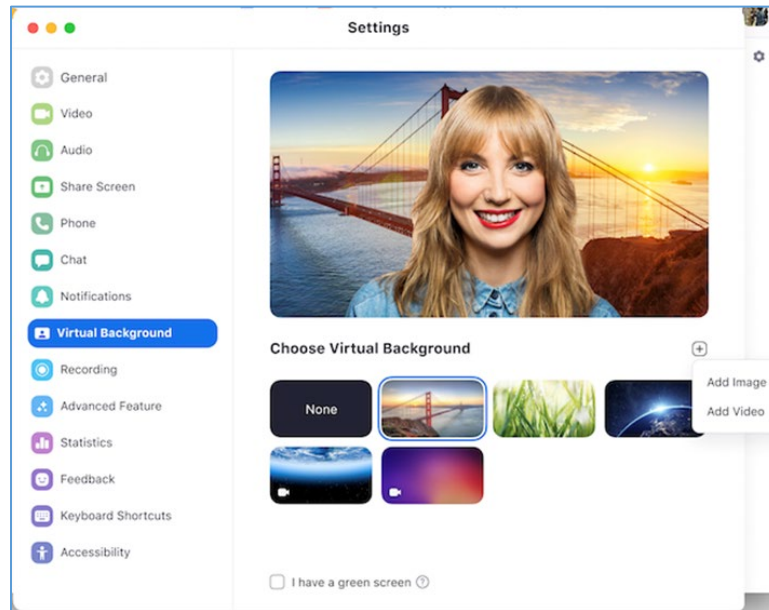 Settings
General
Video
Audio
Share Screen
Phone
Chat
Notifications
Virtual Background
Recording
Advanced Feature
Statistics
Feedback
Keyboard Shortcuts
Accessibility
Choose Virtual Background
Add Image
Add Video
None
I have a green screen ?